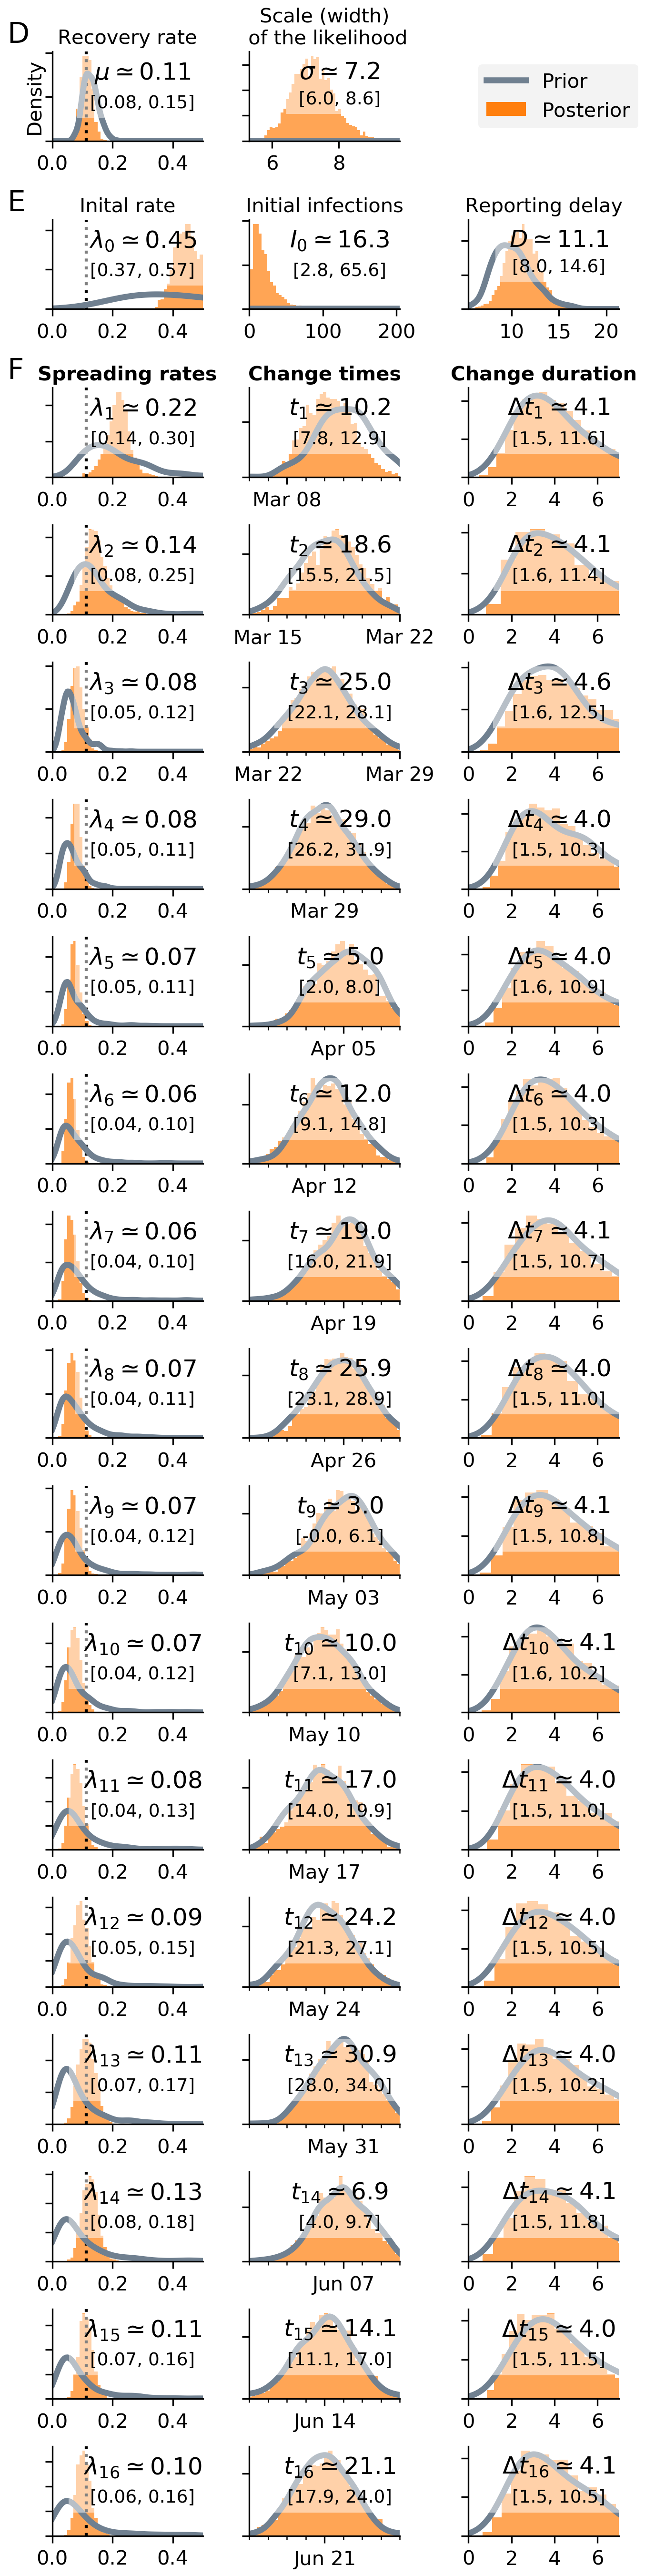 D
Recovery rate
Scale (width)
of the likelihood
Density
μ ≃ 0.11
[0.08, 0.15]
σ ≃ 7.2
[6.0, 8.6]
Prior
Posterior
0.0 0.2 0.4
6 8
E
Inital rate
Initial infections
Reporting delay
λ₀ ≃ 0.45
[0.37, 0.57]
I₀ ≃ 16.3
[2.8, 65.6]
D ≃ 11.1
[8.0, 14.6]
0.0 0.2 0.4
0 100 200
10 15 20
F
Spreading rates
Change times
Change duration
λ₁ ≃ 0.22
[0.14, 0.30]
t₁ ≃ 10.2
[7.8, 12.9]
Δt₁ ≃ 4.1
[1.5, 11.6]
0.0 0.2 0.4
Mar 08
0 2 4 6
λ₂ ≃ 0.14
[0.08, 0.25]
t₂ ≃ 18.6
[15.5, 21.5]
Δt₂ ≃ 4.1
[1.6, 11.4]
0.0 0.2 0.4
Mar 15 Mar 22
0 2 4 6
λ₃ ≃ 0.08
[0.05, 0.12]
t₃ ≃ 25.0
[22.1, 28.1]
Δt₃ ≃ 4.6
[1.6, 12.5]
0.0 0.2 0.4
Mar 22 Mar 29
0 2 4 6
λ₄ ≃ 0.08
[0.05, 0.11]
t₄ ≃ 29.0
[26.2, 31.9]
Δt₄ ≃ 4.0
[1.5, 10.3]
0.0 0.2 0.4
Mar 29
0 2 4 6
λ₅ ≃ 0.07
[0.05, 0.11]
t₅ ≃ 5.0
[2.0, 8.0]
Δt₅ ≃ 4.0
[1.6, 10.9]
0.0 0.2 0.4
Apr 05
0 2 4 6
λ₆ ≃ 0.06
[0.04, 0.10]
t₆ ≃ 12.0
[9.1, 14.8]
Δt₆ ≃ 4.0
[1.5, 10.3]
0.0 0.2 0.4
Apr 12
0 2 4 6
λ₇ ≃ 0.06
[0.04, 0.10]
t₇ ≃ 19.0
[16.0, 21.9]
Δt₇ ≃ 4.1
[1.5, 10.7]
0.0 0.2 0.4
Apr 19
0 2 4 6
λ₈ ≃ 0.07
[0.04, 0.11]
t₈ ≃ 25.9
[23.1, 28.9]
Δt₈ ≃ 4.0
[1.5, 11.0]
0.0 0.2 0.4
Apr 26
0 2 4 6
λ₉ ≃ 0.07
[0.04, 0.12]
t₉ ≃ 3.0
[-0.0, 6.1]
Δt₉ ≃ 4.1
[1.5, 10.8]
0.0 0.2 0.4
May 03
0 2 4 6
λ₁₀ ≃ 0.07
[0.04, 0.12]
t₁₀ ≃ 10.0
[7.1, 13.0]
Δt₁₀ ≃ 4.1
[1.6, 10.2]
0.0 0.2 0.4
May 10
0 2 4 6
λ₁₁ ≃ 0.08
[0.04, 0.13]
t₁₁ ≃ 17.0
[14.0, 19.9]
Δt₁₁ ≃ 4.0
[1.5, 11.0]
0.0 0.2 0.4
May 17
0 2 4 6
λ₁₂ ≃ 0.09
[0.05, 0.15]
t₁₂ ≃ 24.2
[21.3, 27.1]
Δt₁₂ ≃ 4.0
[1.5, 10.5]
0.0 0.2 0.4
May 24
0 2 4 6
λ₁₃ ≃ 0.11
[0.07, 0.17]
t₁₃ ≃ 30.9
[28.0, 34.0]
Δt₁₃ ≃ 4.0
[1.5, 10.2]
0.0 0.2 0.4
May 31
0 2 4 6
λ₁₄ ≃ 0.13
[0.08, 0.18]
t₁₄ ≃ 6.9
[4.0, 9.7]
Δt₁₄ ≃ 4.1
[1.5, 11.8]
0.0 0.2 0.4
Jun 07
0 2 4 6
λ₁₅ ≃ 0.11
[0.07, 0.16]
t₁₅ ≃ 14.1
[11.1, 17.0]
Δt₁₅ ≃ 4.0
[1.5, 11.5]
0.0 0.2 0.4
Jun 14
0 2 4 6
λ₁₆ ≃ 0.10
[0.06, 0.16]
t₁₆ ≃ 21.1
[17.9, 24.0]
Δt₁₆ ≃ 4.1
[1.5, 10.5]
0.0 0.2 0.4
Jun 21
0 2 4 6